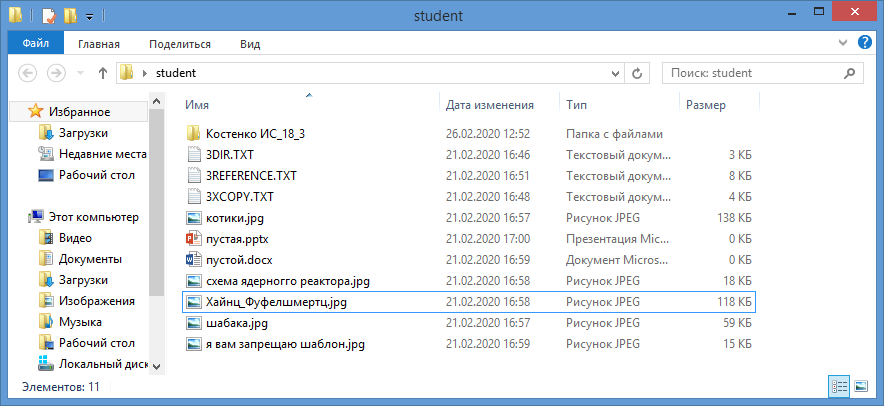 student
Файл Главная Поделиться Вид
student Поиск: student
Имя Дата изменения Тип Размер
Избранное
Загрузки
Недавние места
Рабочий стол
Этот компьютер
Видео
Документы
Загрузки
Изображения
Музыка
Рабочий стол
Локальный диск
Костенко ИС_18_3 26.02.2020 12:52 Папка с файлами
3DIR.TXT 21.02.2020 16:46 Текстовый докум... 3 КБ
3REFERENCE.TXT 21.02.2020 16:51 Текстовый докум... 8 КБ
3XCOPY.TXT 21.02.2020 16:48 Текстовый докум... 4 КБ
котики.jpg 21.02.2020 16:57 Рисунок JPEG 138 КБ
пустая.pptx 21.02.2020 17:00 Презентация Mic... 0 КБ
пустой.docx 21.02.2020 16:59 Документ Micros... 0 КБ
схема ядерногго реактора.jpg 21.02.2020 16:58 Рисунок JPEG 18 КБ
Хайнц_Фуфелшмертц.jpg 21.02.2020 16:58 Рисунок JPEG 118 КБ
шабака.jpg 21.02.2020 16:57 Рисунок JPEG 59 КБ
я вам запрещаю шаблон.jpg 21.02.2020 16:59 Рисунок JPEG 15 КБ
Элементов: 11